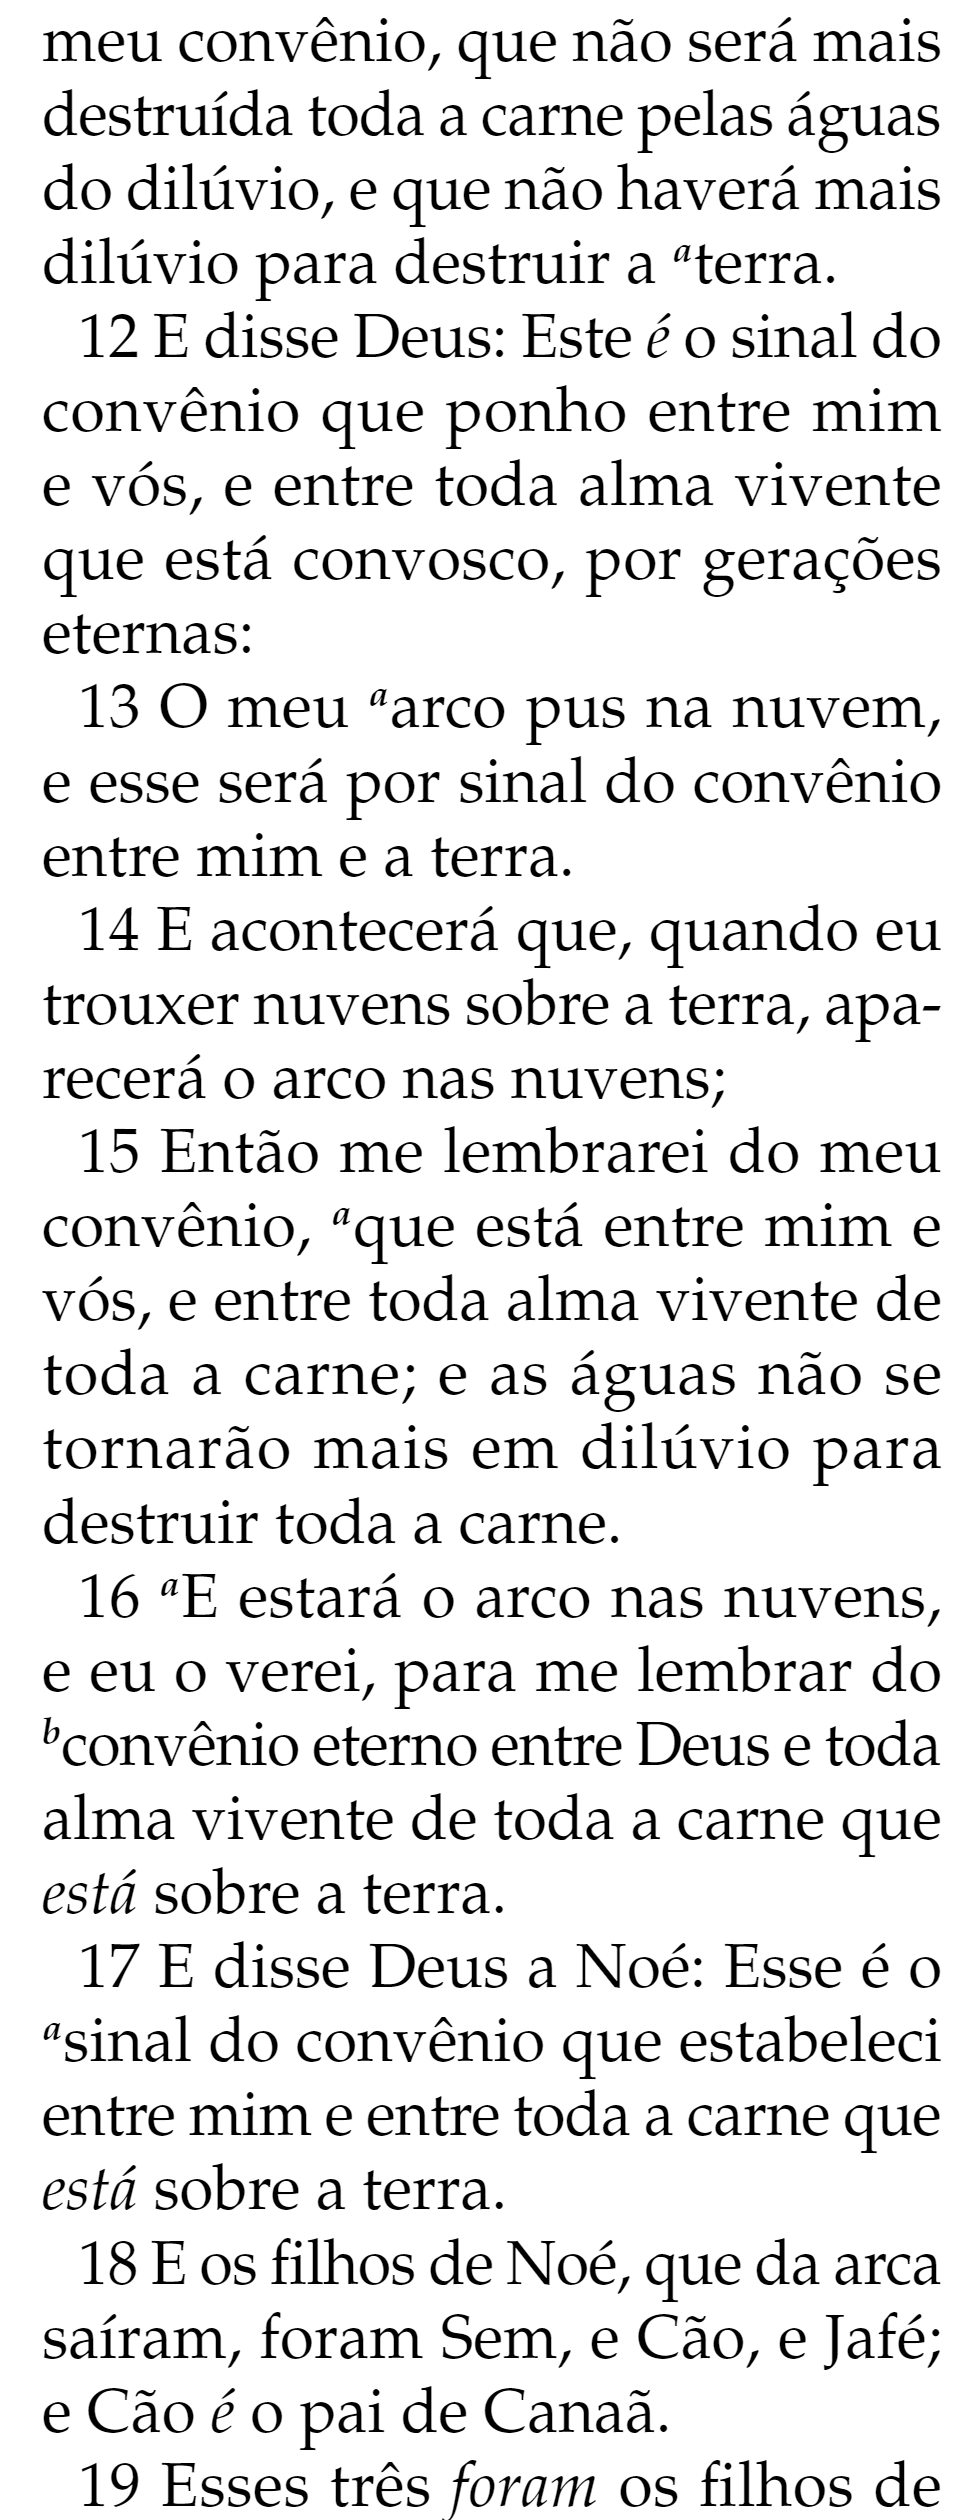 meu convênio, que não será mais
destruída toda a carne pelas águas
do dilúvio, e que não haverá mais
dilúvio para destruir a ᵃterra.
12 E disse Deus: Este é o sinal do
convênio que ponho entre mim
e vós, e entre toda alma vivente
que está convosco, por gerações
eternas:
13 O meu ᵃarco pus na nuvem,
e esse será por sinal do convênio
entre mim e a terra.
14 E acontecerá que, quando eu
trouxer nuvens sobre a terra, apa-
recerá o arco nas nuvens;
15 Então me lembrarei do meu
convênio, ᵃque está entre mim e
vós, e entre toda alma vivente de
toda a carne; e as águas não se
tornarão mais em dilúvio para
destruir toda a carne.
16 ᵃE estará o arco nas nuvens,
e eu o verei, para me lembrar do
ᵇconvênio eterno entre Deus e toda
alma vivente de toda a carne que
está sobre a terra.
17 E disse Deus a Noé: Esse é o
ᵃsinal do convênio que estabeleci
entre mim e entre toda a carne que
está sobre a terra.
18 E os filhos de Noé, que da arca
saíram, foram Sem, e Cão, e Jafé;
e Cão é o pai de Canaã.
19 Esses três foram os filhos de